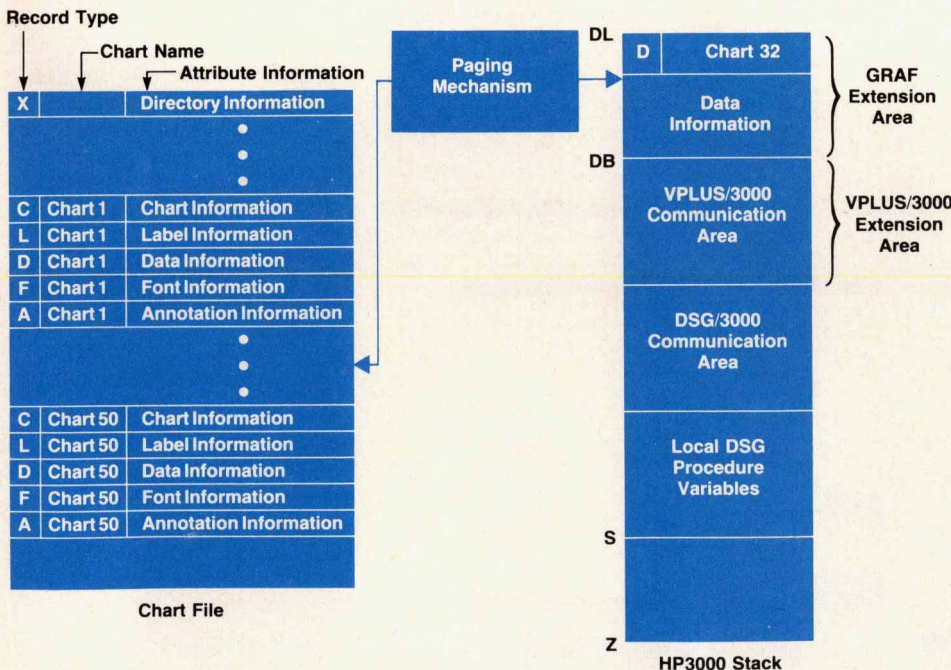 Record Type
Chart Name
Attribute Information
X Directory Information
C Chart 1 Chart Information
L Chart 1 Label Information
D Chart 1 Data Information
F Chart 1 Font Information
A Chart 1 Annotation Information
C Chart 50 Chart Information
L Chart 50 Label Information
D Chart 50 Data Information
F Chart 50 Font Information
A Chart 50 Annotation Information
Chart File
Paging
Mechanism
DL
D Chart 32
Data
Information
GRAF
Extension
Area
DB
VPLUS/3000
Communication
Area
VPLUS/3000
Extension
Area
DSG/3000
Communication
Area
Local DSG
Procedure
Variables
S
Z
HP3000 Stack